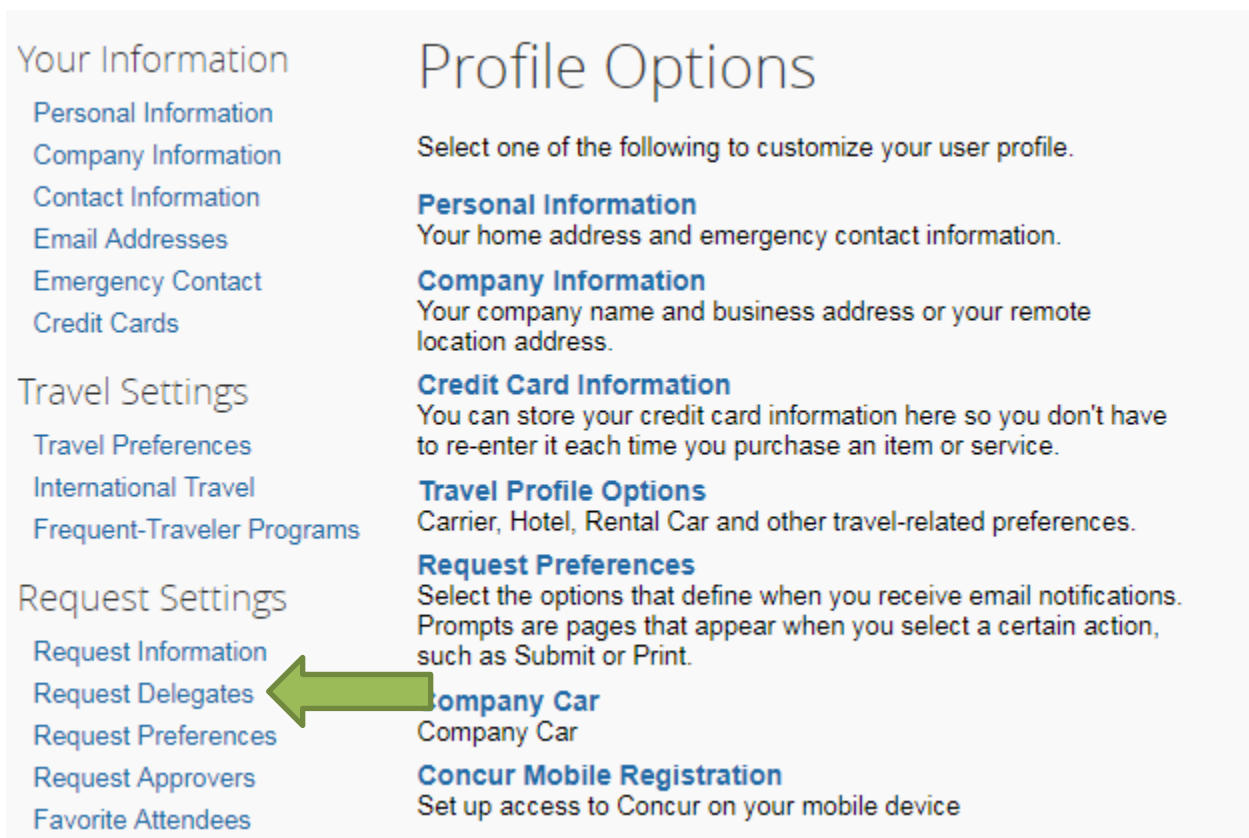 Your Information
Personal Information
Company Information
Contact Information
Email Addresses
Emergency Contact
Credit Cards
Travel Settings
Travel Preferences
International Travel
Frequent-Traveler Programs
Request Settings
Request Information
Request Delegates
Request Preferences
Request Approvers
Favorite Attendees
Profile Options
Select one of the following to customize your user profile.
Personal Information
Your home address and emergency contact information.
Company Information
Your company name and business address or your remote
location address.
Credit Card Information
You can store your credit card information here so you don't have
to re-enter it each time you purchase an item or service.
Travel Profile Options
Carrier, Hotel, Rental Car and other travel-related preferences.
Request Preferences
Select the options that define when you receive email notifications.
Prompts are pages that appear when you select a certain action,
such as Submit or Print.
Company Car
Company Car
Concur Mobile Registration
Set up access to Concur on your mobile device